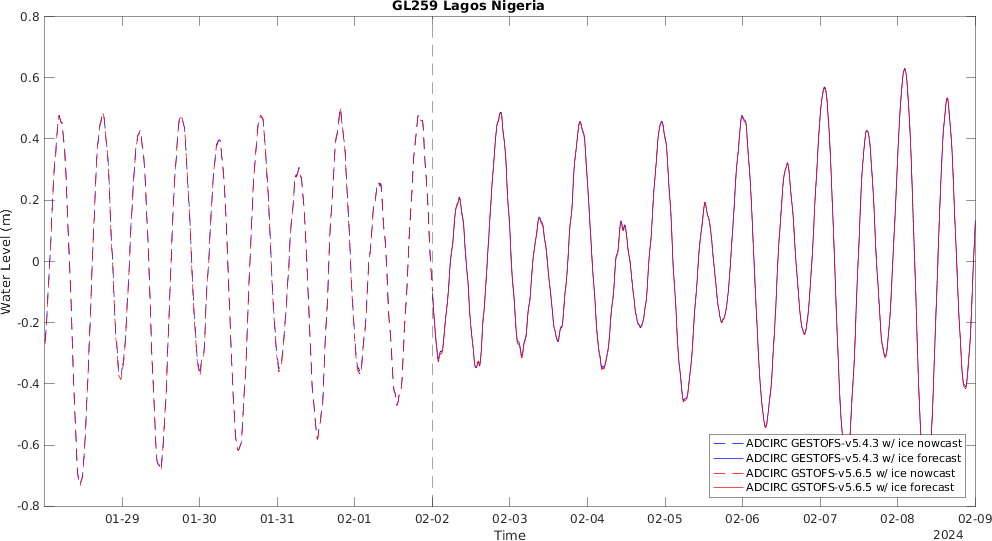 GL259 Lagos Nigeria
0.8
0.6
0.4
0.2
0
-0.2
-0.4
-0.6
-0.8
Water Level (m)
ADCIRC GESTOFS-v5.4.3 w/ ice nowcast
ADCIRC GESTOFS-v5.4.3 w/ ice forecast
ADCIRC GSTOFS-v5.6.5 w/ ice nowcast
ADCIRC GSTOFS-v5.6.5 w/ ice forecast
01-29 01-30 01-31 02-01 02-02 02-03 02-04 02-05 02-06 02-07 02-08 02-09
Time
2024